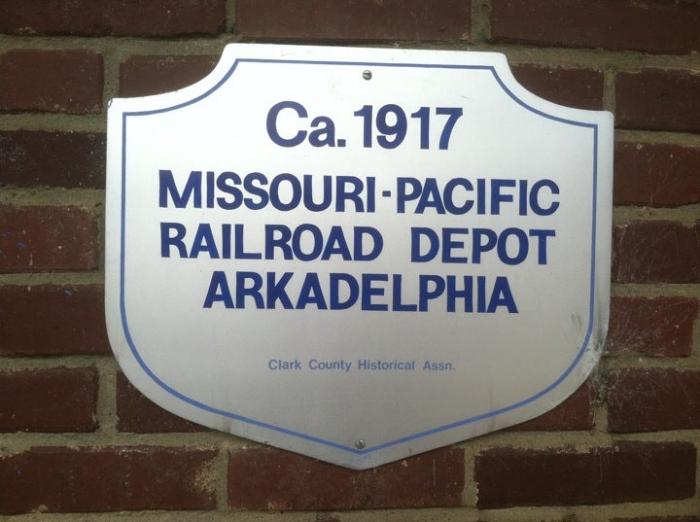 Ca. 1917
MISSOURI-PACIFIC
RAILROAD DEPOT
ARKADELPHIA
Clark County Historical Assn.